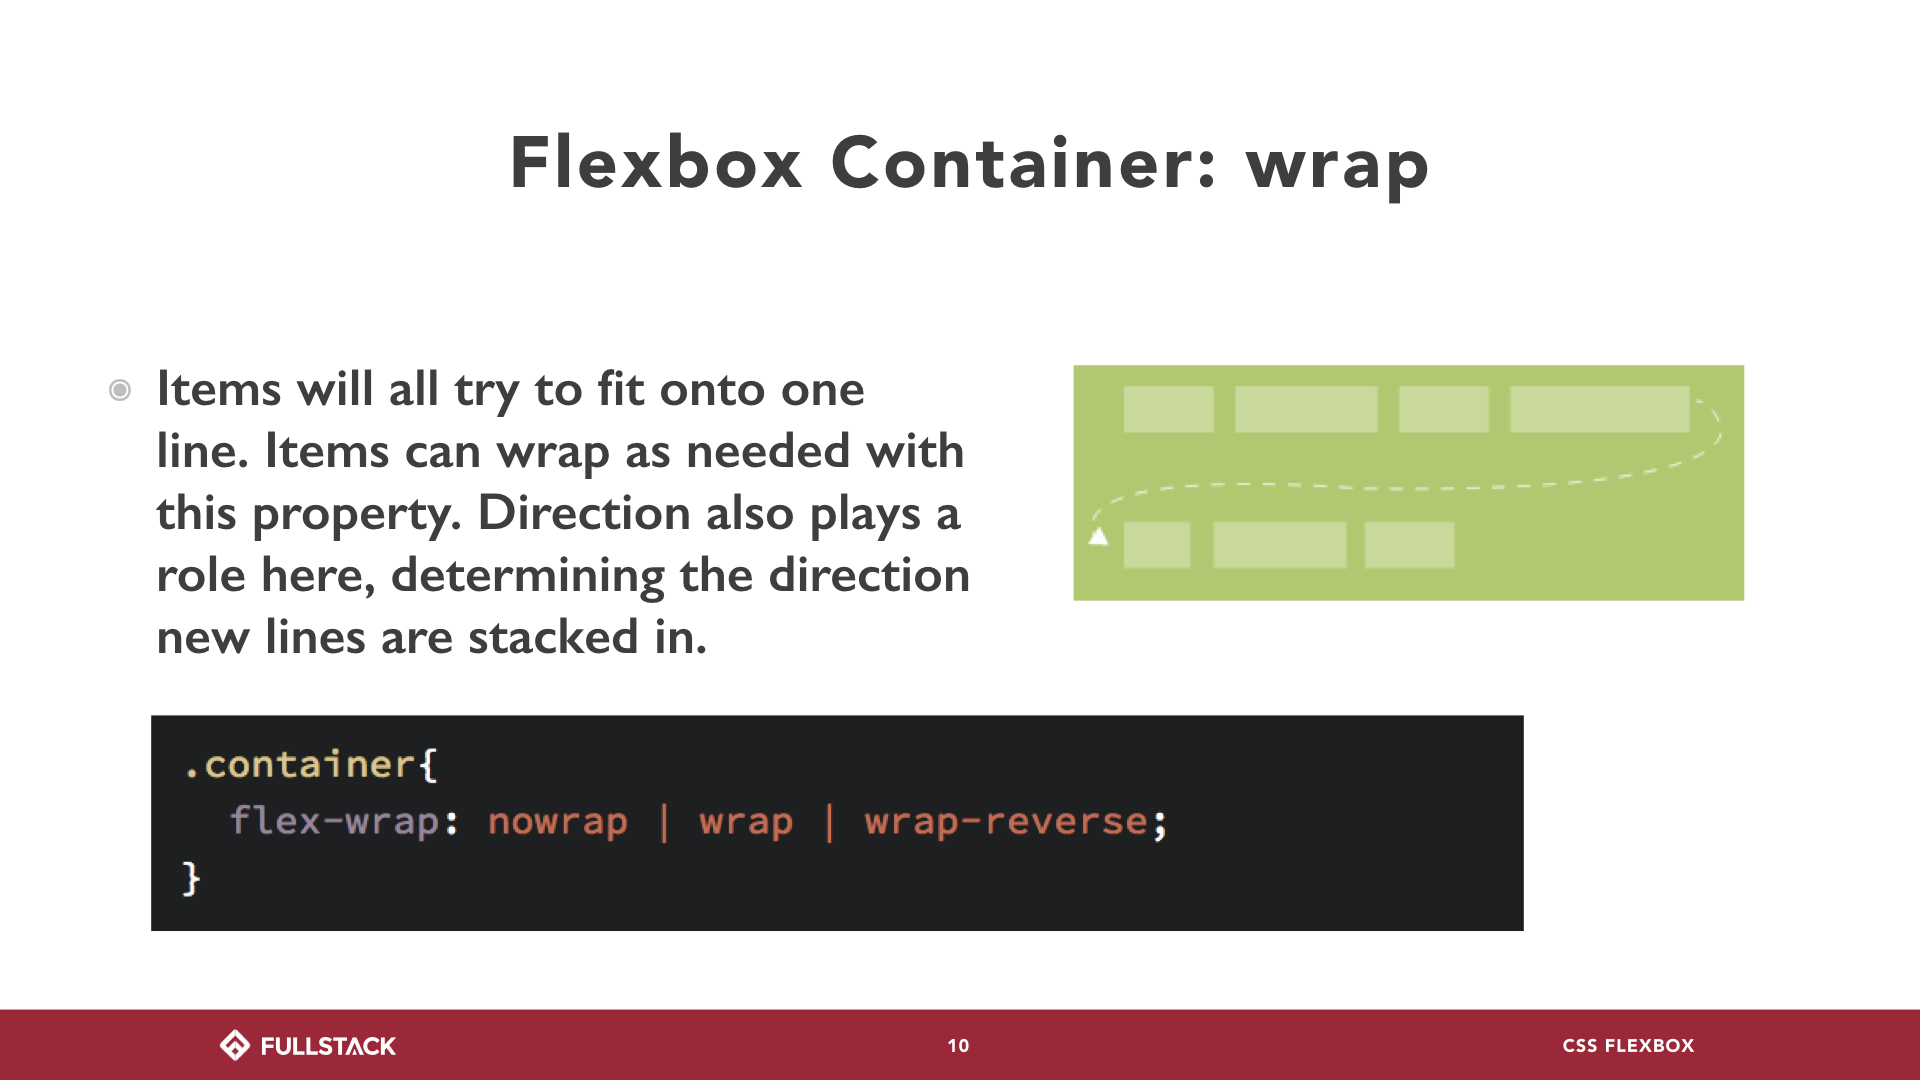 Flexbox Container: wrap
Items will all try to fit onto one
line. Items can wrap as needed with
this property. Direction also plays a
role here, determining the direction
new lines are stacked in.
.container{
  flex-wrap: nowrap | wrap | wrap-reverse;
}
FULLSTACK
10
CSS FLEXBOX